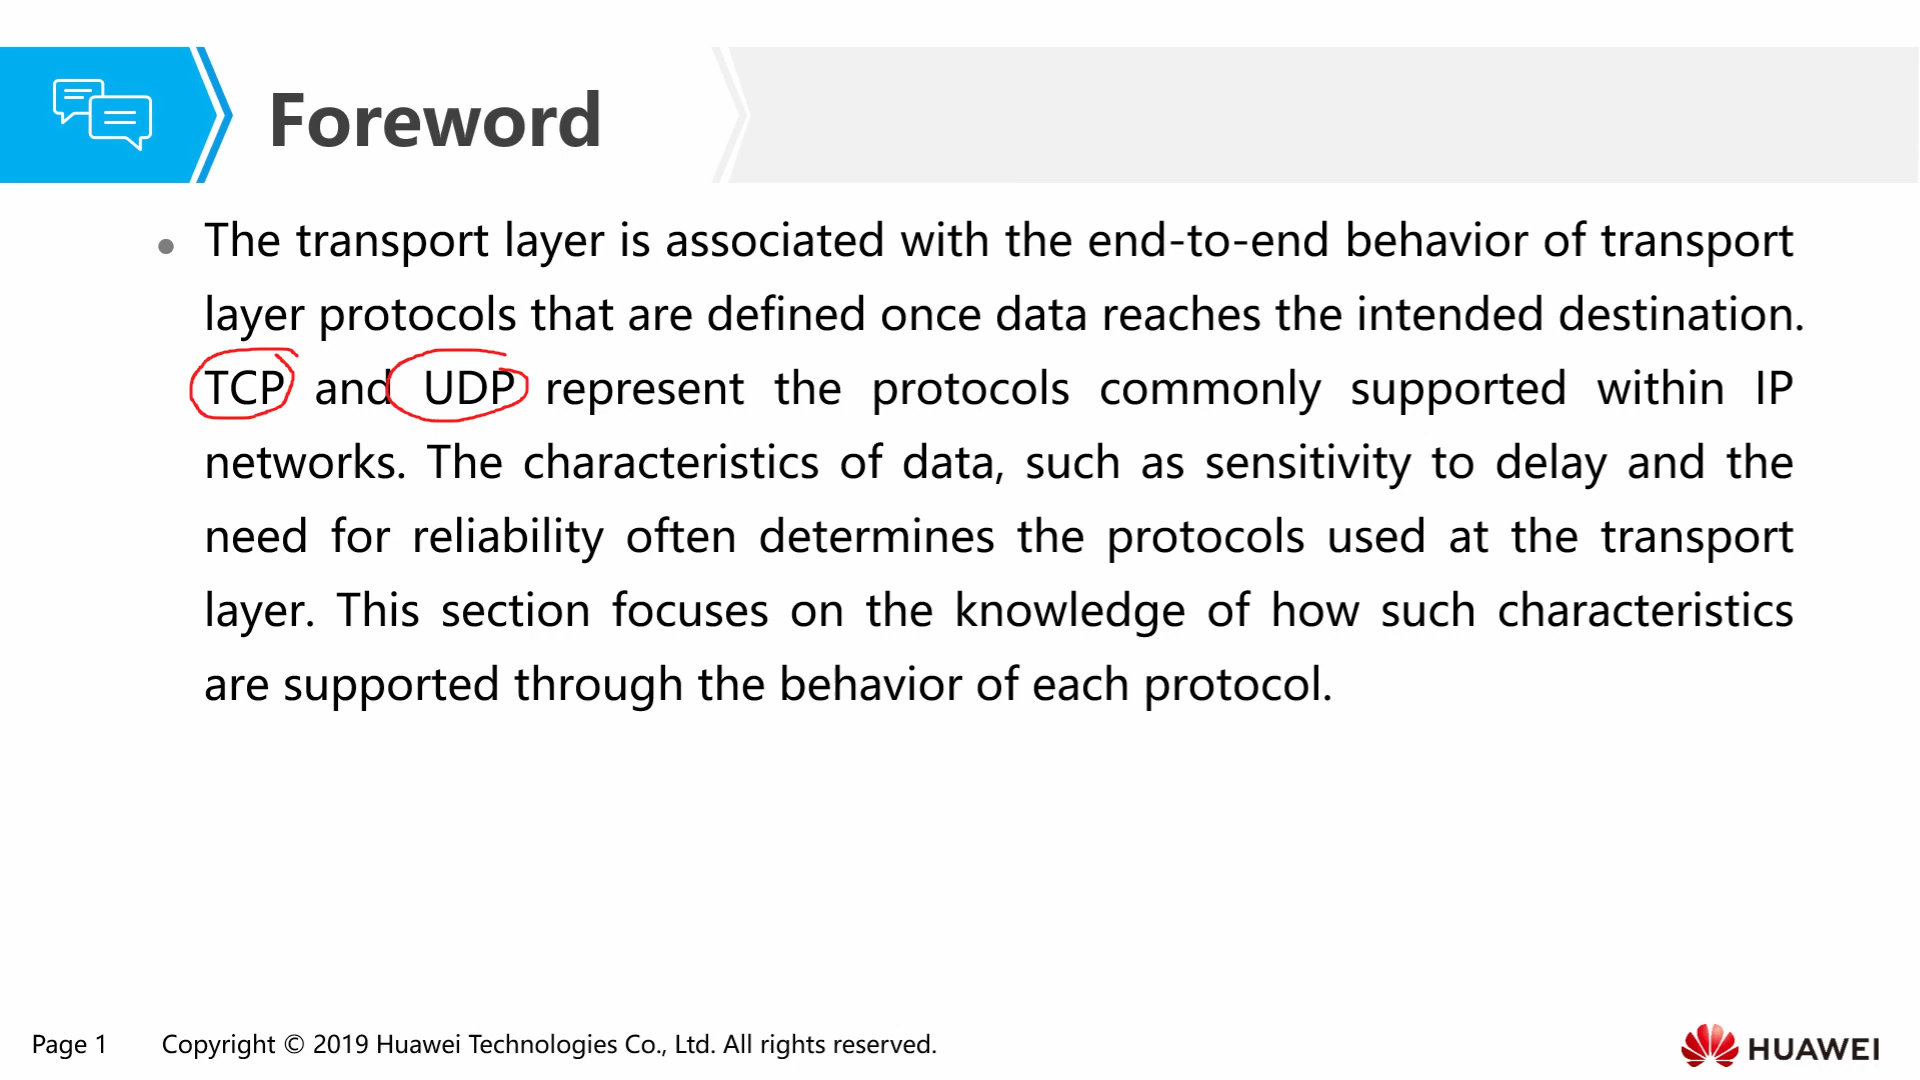 Foreword
The transport layer is associated with the end-to-end behavior of transport
layer protocols that are defined once data reaches the intended destination.
TCP and UDP represent the protocols commonly supported within IP
networks. The characteristics of data, such as sensitivity to delay and the
need for reliability often determines the protocols used at the transport
layer. This section focuses on the knowledge of how such characteristics
are supported through the behavior of each protocol.
Page 1 Copyright © 2019 Huawei Technologies Co., Ltd. All rights reserved.
HUAWEI